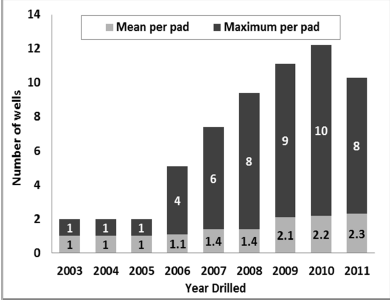 14
Mean per pad Maximum per pad
12
10
8
6
4
2
0
Number of wells
1 1 1 4 6 8 9 10 8
1 1 1 1.1 1.4 1.4 2.1 2.2 2.3
2003 2004 2005 2006 2007 2008 2009 2010 2011
Year Drilled